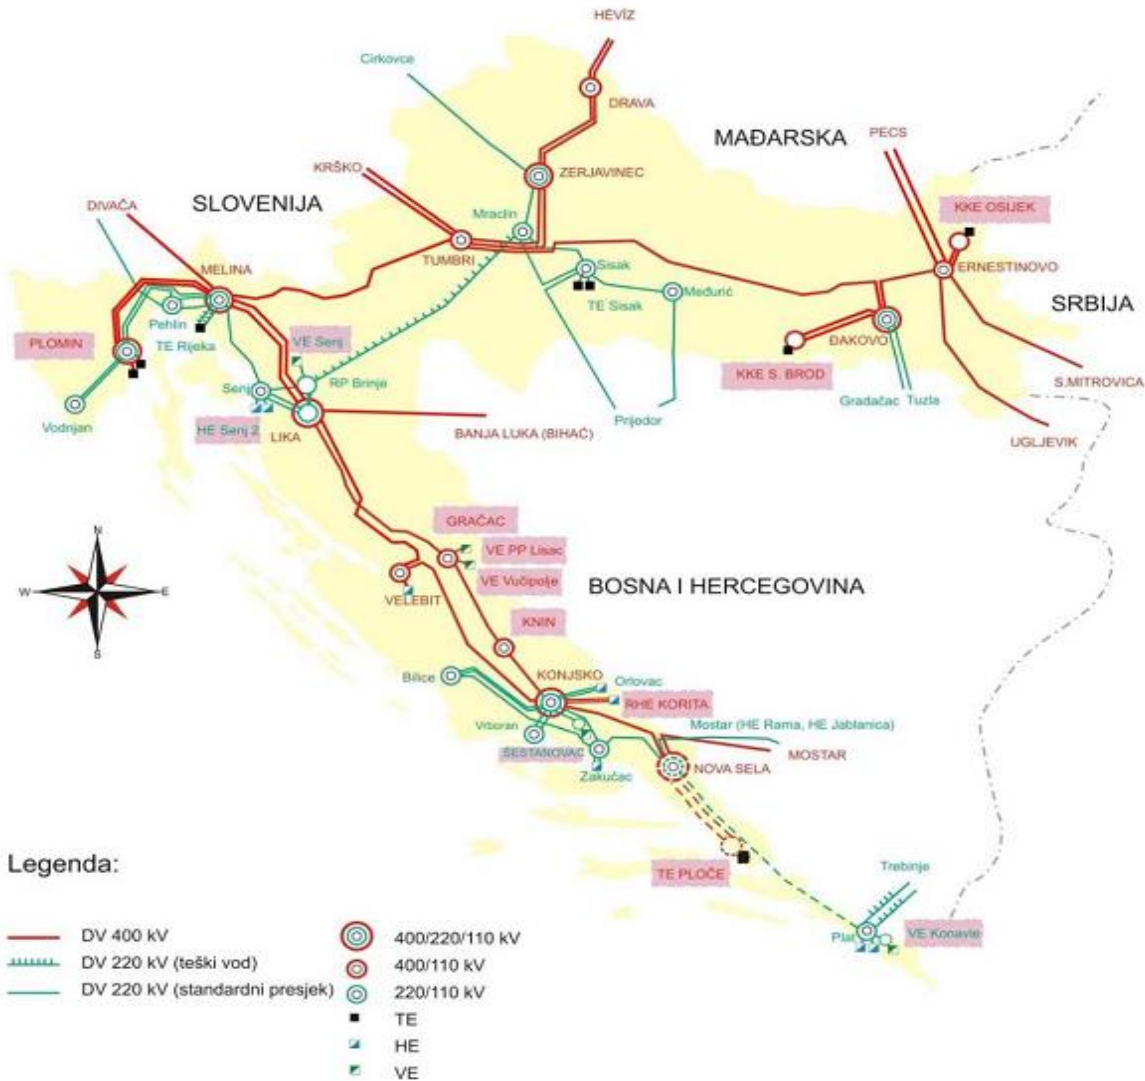 HEVIZ
Cirkovce
DRAVA
MAĐARSKA
PECS
KRŠKO
ZERJAVINEC
SLOVENIJA
KKE OSIJEK
DIVAČA
Mraclin
TUMBRI
MELINA
Sisak
ERNESTINOVO
Međurić
SRBIJA
Pehlin
TE Sisak
TE Rijeka
VE Senj
PLOMIN
ĐAKOVO
KKE S. BROD
S.MITROVICA
Senj
RP Brinje
Gradačac
Tuzla
Vodnjan
Prijedor
HE Senj 2
LIKA
BANJA LUKA (BIHAĆ)
UGLJEVIK
GRAČAC
VE PP Lisac
VE Vučipolje
BOSNA I HERCEGOVINA
VELEBIT
KNIN
N
W
E
S
KONJSKO
Bilice
Orlovac
RHE KORITA
Vrboran
Mostar (HE Rama, HE Jablanica)
ŠESTANOVAC
MOSTAR
Zakučac
NOVA SELA
TE PLOČE
Trebinje
Plat
VE Konavle
Legenda:
DV 400 kV
DV 220 kV (teški vod)
DV 220 kV (standardni presjek)
400/220/110 kV
400/110 kV
220/110 kV
TE
HE
VE